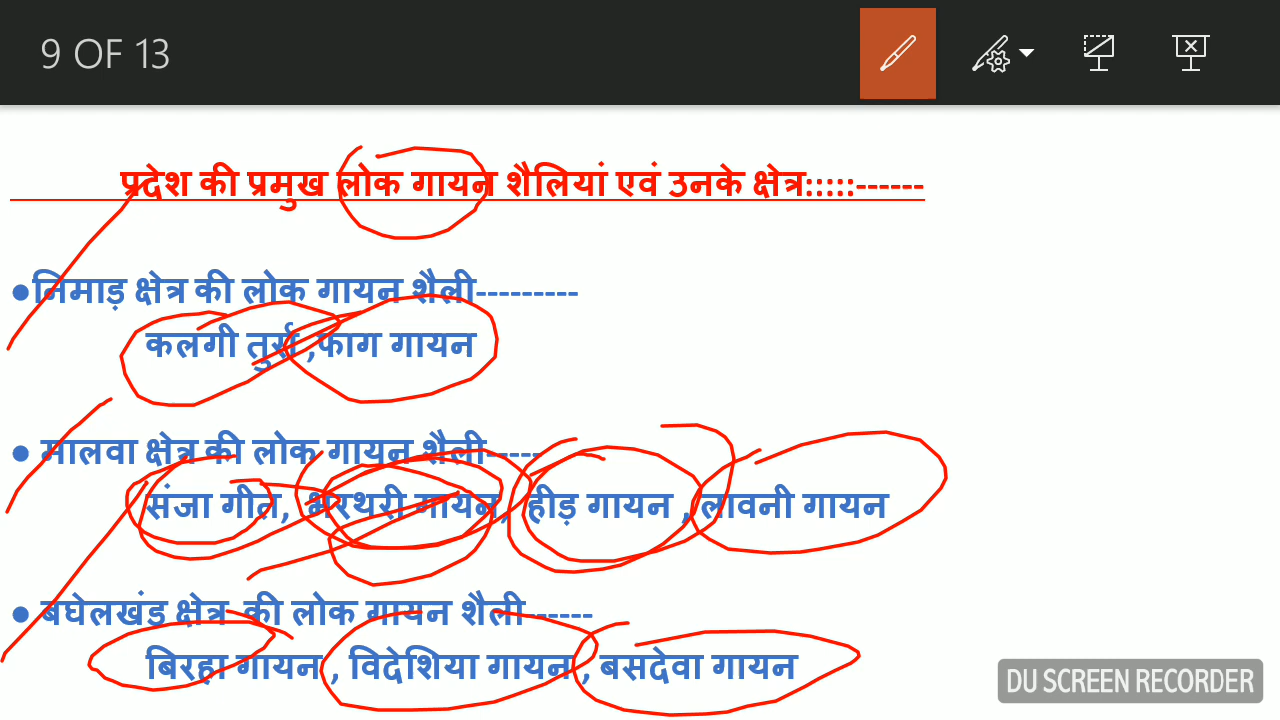 9 OF 13
प्रदेश की प्रमुख लोक गायन शैलियां एवं उनके क्षेत्र:::::------
●निमाड़ क्षेत्र की लोक गायन शैली---------
कलगी तुर्रा ,फाग गायन
● मालवा क्षेत्र की लोक गायन शैली-----
संजा गीत, भरथरी गायन, हीड़ गायन , लावनी गायन
● बघेलखंड क्षेत्र की लोक गायन शैली------
बिरहा गायन , विदेशिया गायन , बसदेवा गायन
DU SCREEN RECORDER